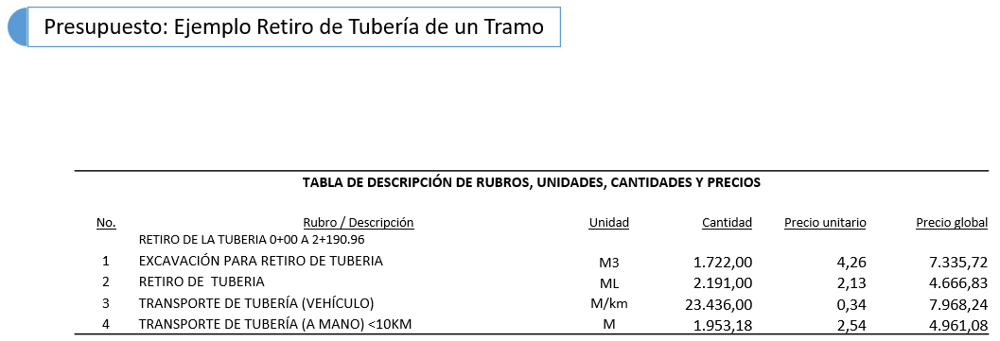 Presupuesto: Ejemplo Retiro de Tubería de un Tramo
TABLA DE DESCRIPCIÓN DE RUBROS, UNIDADES, CANTIDADES Y PRECIOS
No. Rubro / Descripción Unidad Cantidad Precio unitario Precio global
RETIRO DE LA TUBERIA 0+00 A 2+190.96
1 EXCAVACIÓN PARA RETIRO DE TUBERIA M3 1.722,00 4,26 7.335,72
2 RETIRO DE TUBERIA ML 2.191,00 2,13 4.666,83
3 TRANSPORTE DE TUBERÍA (VEHÍCULO) M/km 23.436,00 0,34 7.968,24
4 TRANSPORTE DE TUBERÍA (A MANO) <10KM M 1.953,18 2,54 4.961,08